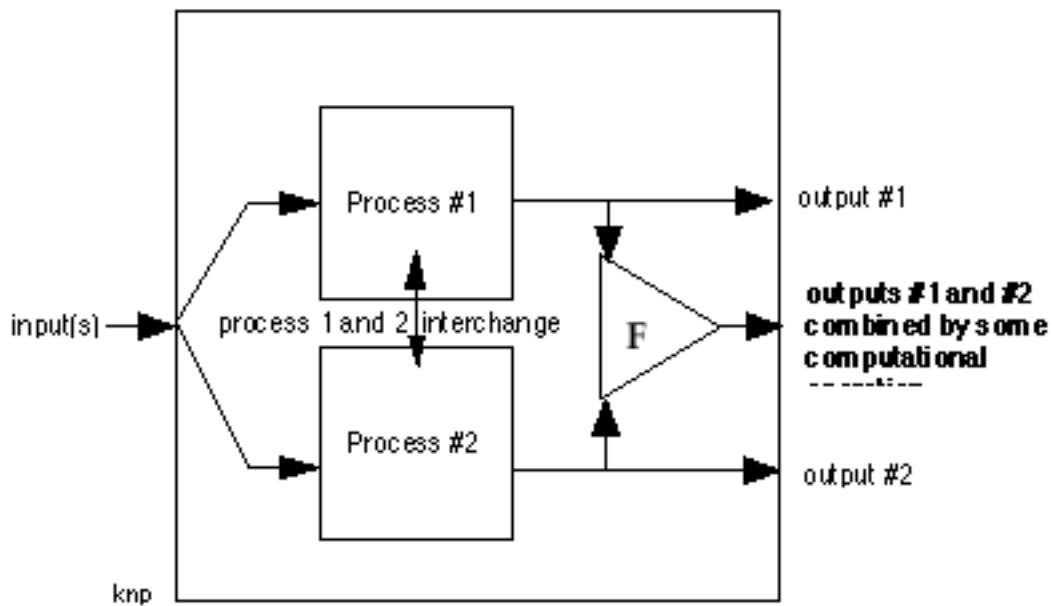 Process #1
output #1
input(s)
process 1 and 2 interchange
F
outputs #1 and #2
combined by some
computational
Process #2
output #2
knp